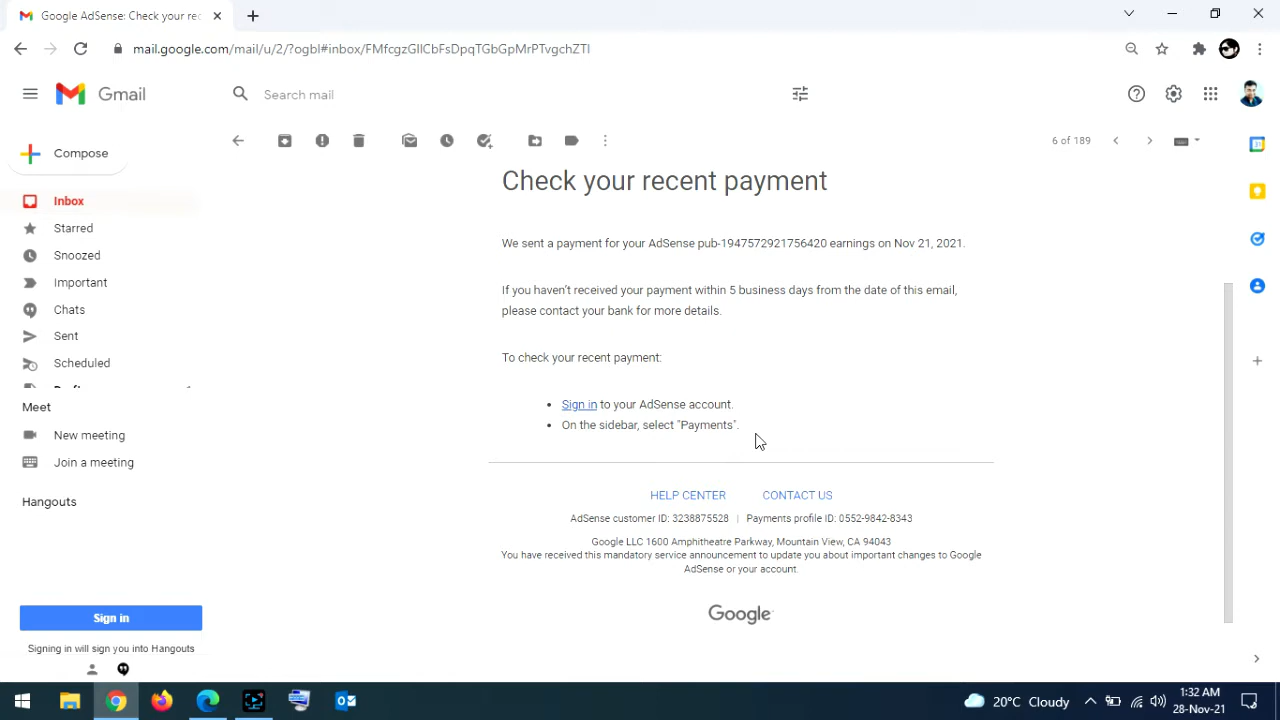 Google AdSense: Check your rec
mail.google.com/mail/u/2/?ogbl#inbox/FMfcgzGllCbFsDpqTGbGpMrPTvgchZTl
Gmail
Search mail
6 of 189
Compose
Inbox
Starred
Snoozed
Important
Chats
Sent
Scheduled
Meet
New meeting
Join a meeting
Hangouts
Sign in
Signing in will sign you into Hangouts
Check your recent payment
We sent a payment for your AdSense pub-1947572921756420 earnings on Nov 21, 2021.
If you haven't received your payment within 5 business days from the date of this email,
please contact your bank for more details.
To check your recent payment:
• Sign in to your AdSense account.
• On the sidebar, select "Payments".
HELP CENTER CONTACT US
AdSense customer ID: 3238875528 | Payments profile ID: 0552-9842-8343
Google LLC 1600 Amphitheatre Parkway, Mountain View, CA 94043
You have received this mandatory service announcement to update you about important changes to Google
AdSense or your account.
Google
20°C Cloudy
1:32 AM
28-Nov-21